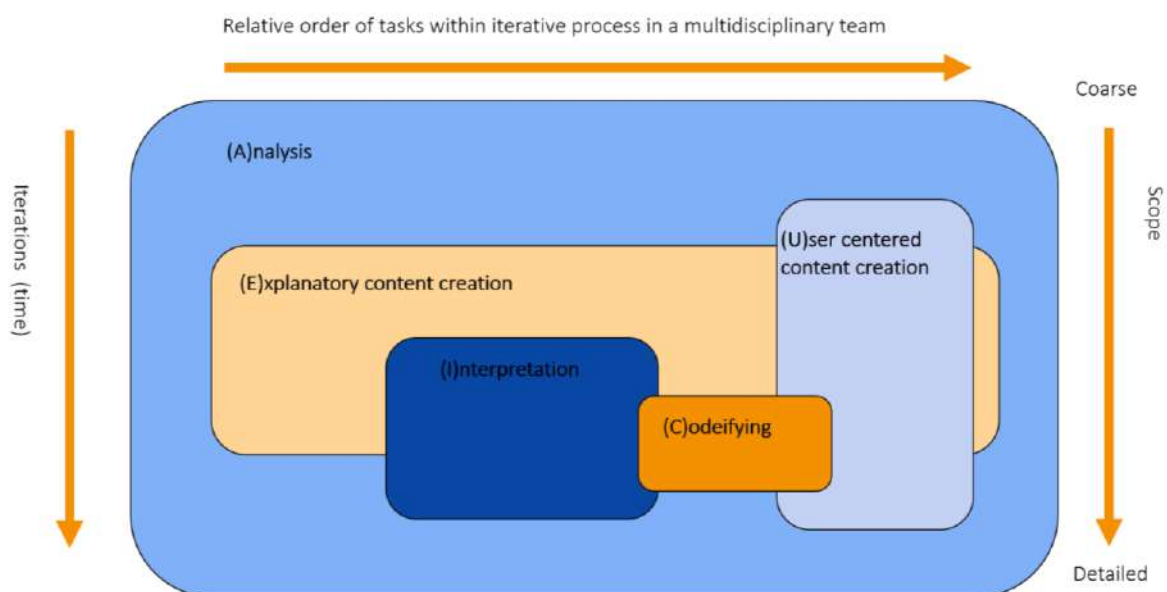 Relative order of tasks within iterative process in a multidisciplinary team
Coarse
(A)nalysis
Iterations (time)
Scope
(U)ser centered
content creation
(E)xplanatory content creation
(I)nterpretation
(C)odeifying
Detailed